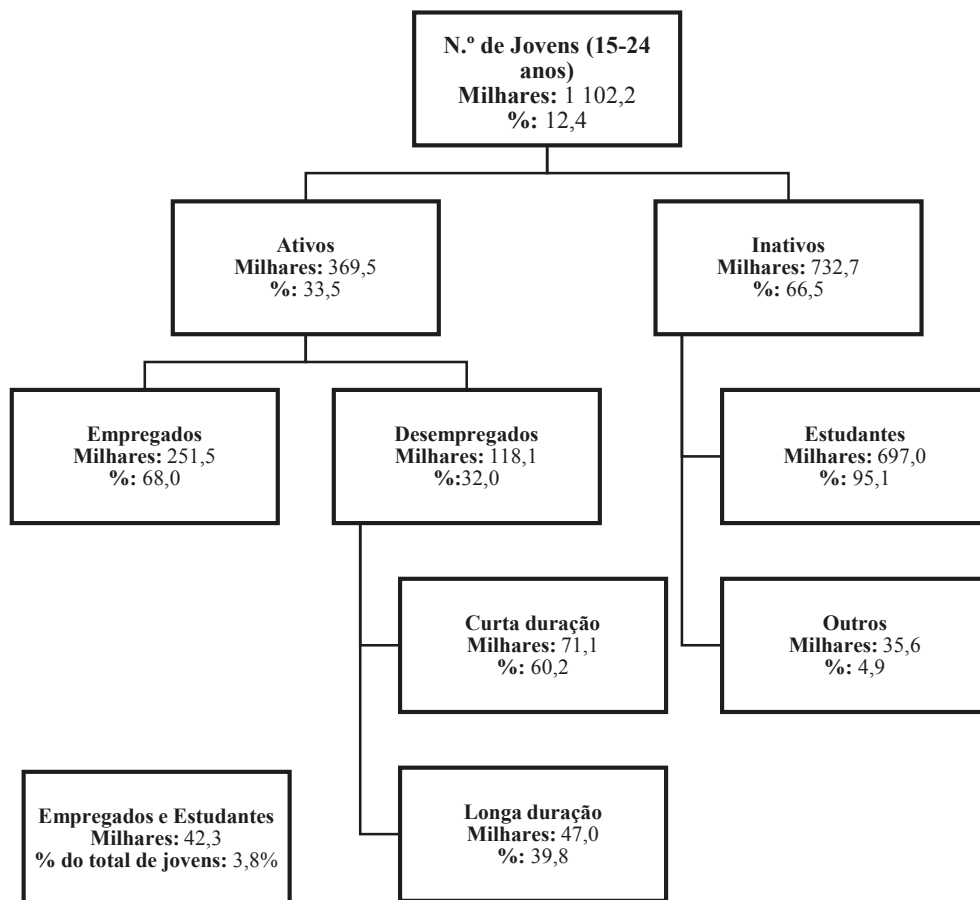 N.º de Jovens (15-24
anos)
Milhares: 1 102,2
%: 12,4
Ativos
Milhares: 369,5
%: 33,5
Inativos
Milhares: 732,7
%: 66,5
Empregados
Milhares: 251,5
%: 68,0
Desempregados
Milhares: 118,1
%:32,0
Estudantes
Milhares: 697,0
%: 95,1
Curta duração
Milhares: 71,1
%: 60,2
Outros
Milhares: 35,6
%: 4,9
Empregados e Estudantes
Milhares: 42,3
% do total de jovens: 3,8%
Longa duração
Milhares: 47,0
%: 39,8